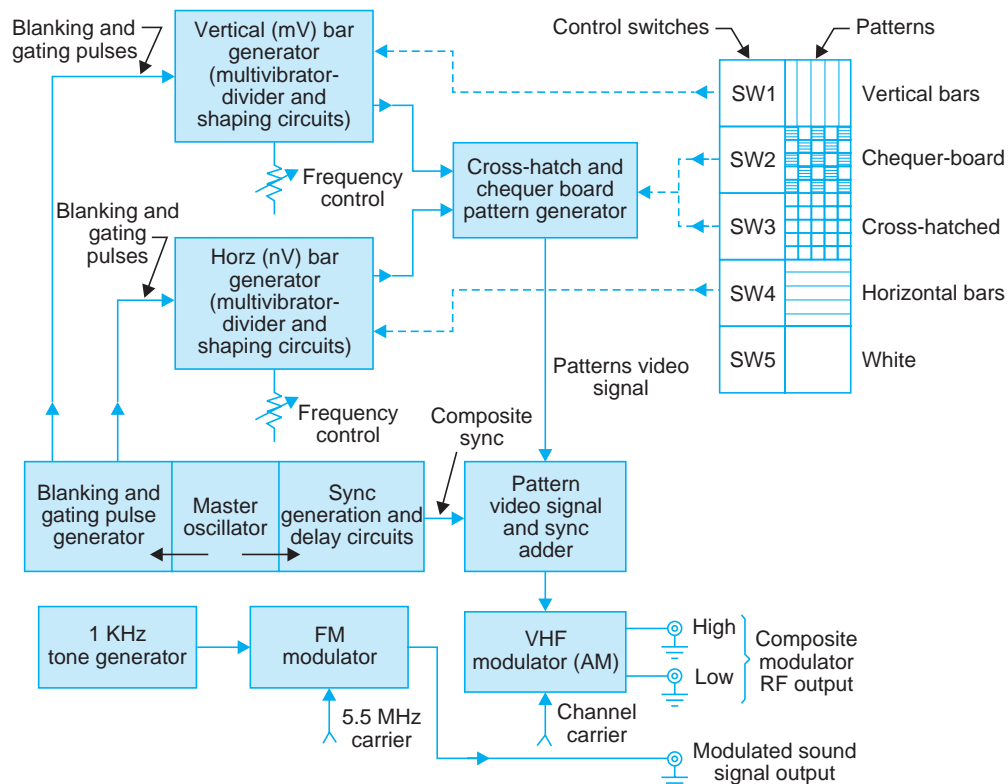 Blanking and
gating pulses
Vertical (mV) bar
generator
(multivibrator-
divider and
shaping circuits)
Control switches
Patterns
SW1
Vertical bars
SW2
Chequer-board
SW3
Cross-hatched
SW4
Horizontal bars
SW5
White
Frequency
control
Cross-hatch and
chequer board
pattern generator
Blanking and
gating
pulses
Horz (nV) bar
generator
(multivibrator-
divider and
shaping circuits)
Frequency
control
Patterns video
signal
Composite
sync
Blanking and
gating pulse
generator
Master
oscillator
Sync
generation and
delay circuits
Pattern
video signal
and sync
adder
1 KHz
tone generator
FM
modulator
VHF
modulator (AM)
High
Low
Composite
modulator
RF output
5.5 MHz
carrier
Channel
carrier
Modulated sound
signal output